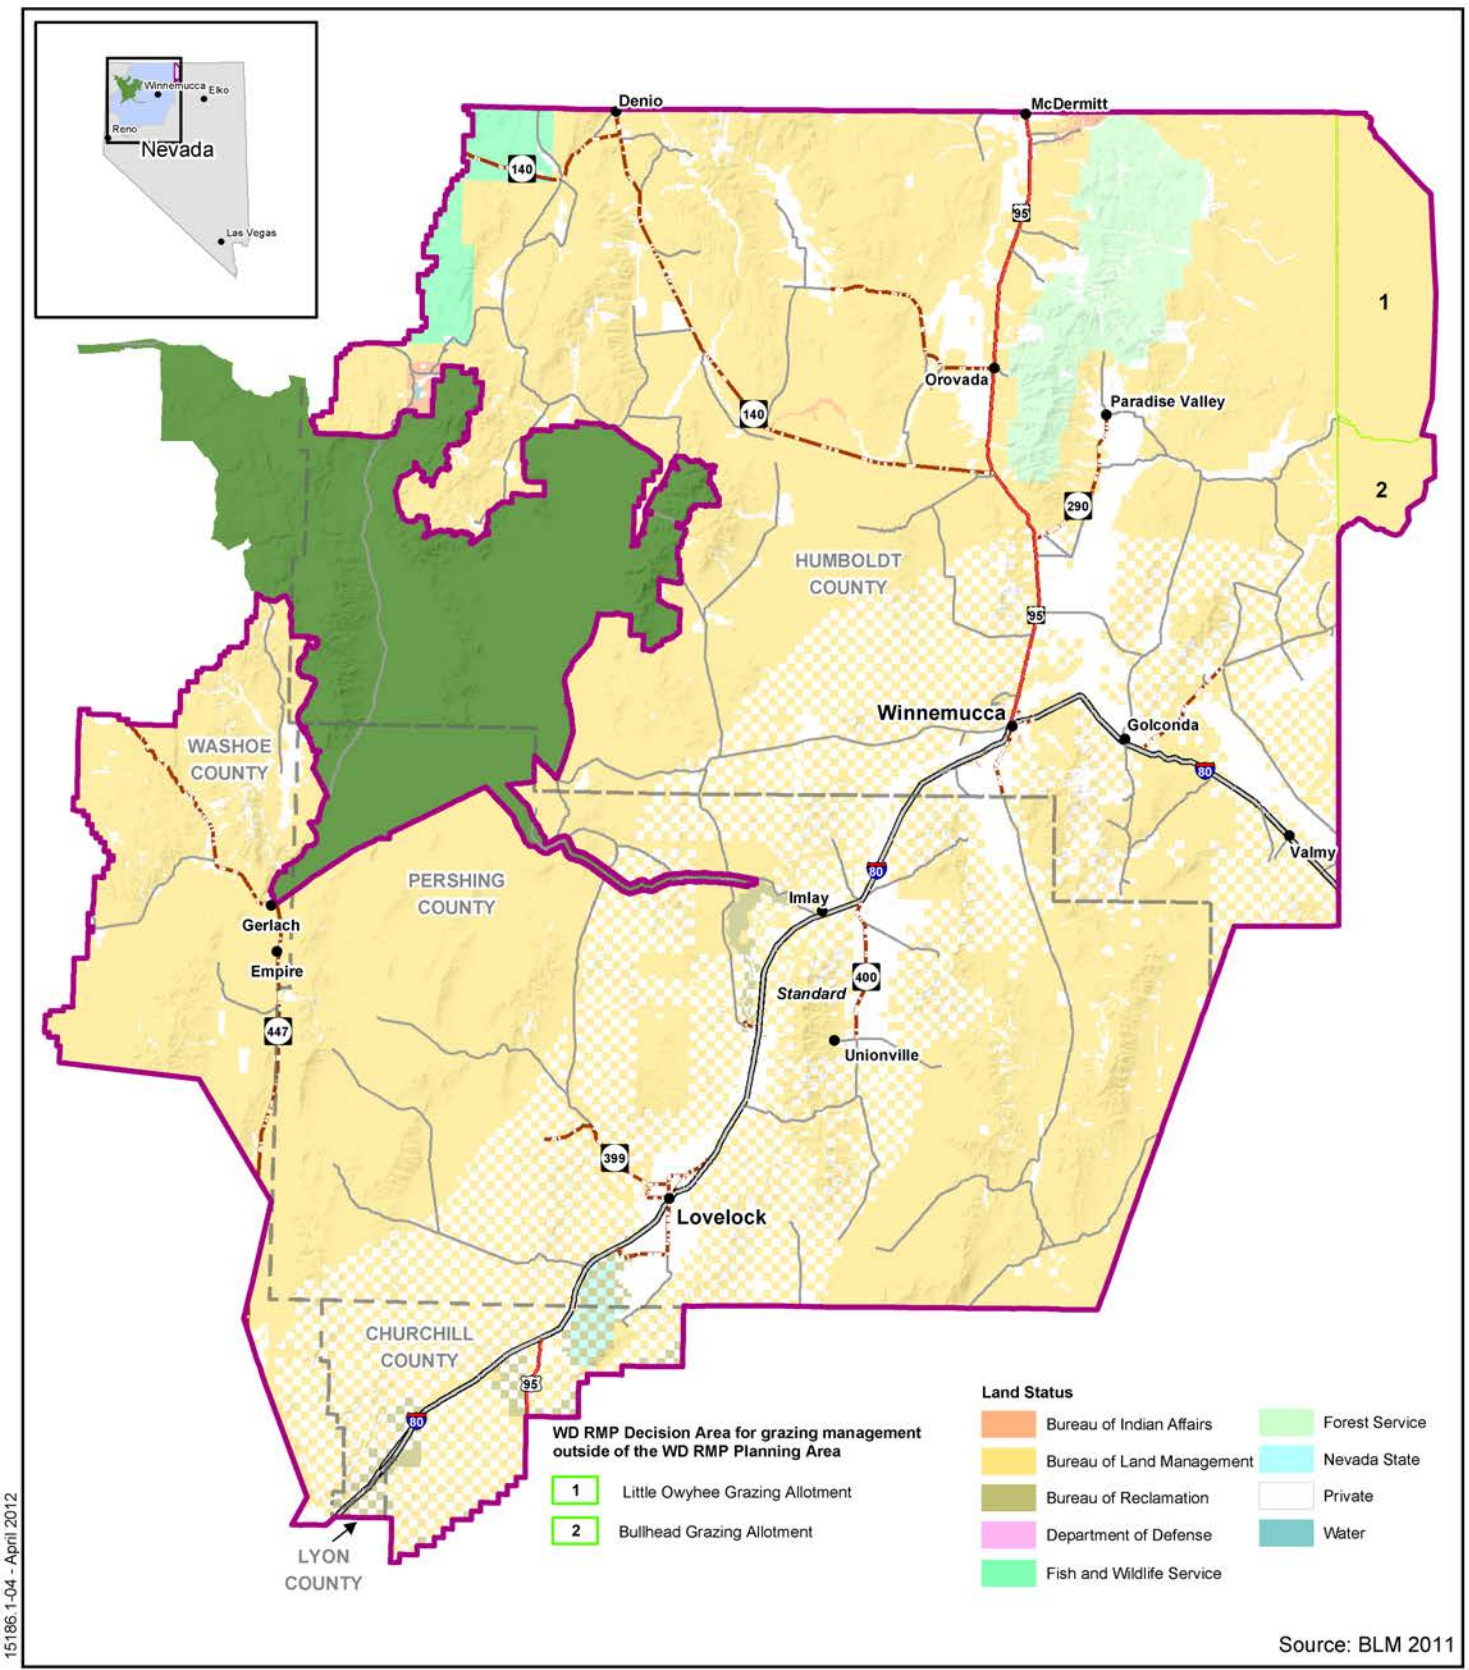 Winnemucca
Elko
Reno
Nevada
Las Vegas
Denio
McDermitt
140
95
1
Orovada
Paradise Valley
140
2
290
HUMBOLDT
COUNTY
95
Winnemucca
Golconda
WASHOE
COUNTY
80
Valmy
80
PERSHING
COUNTY
Imlay
Gerlach
Empire
400
Standard
447
Unionville
399
Lovelock
CHURCHILL
COUNTY
95
80
LYON
COUNTY
WD RMP Decision Area for grazing management
outside of the WD RMP Planning Area
1 Little Owyhee Grazing Allotment
2 Bullhead Grazing Allotment
Land Status
Bureau of Indian Affairs
Bureau of Land Management
Bureau of Reclamation
Department of Defense
Fish and Wildlife Service
Forest Service
Nevada State
Private
Water
15186.1-04 - April 2012
Source: BLM 2011